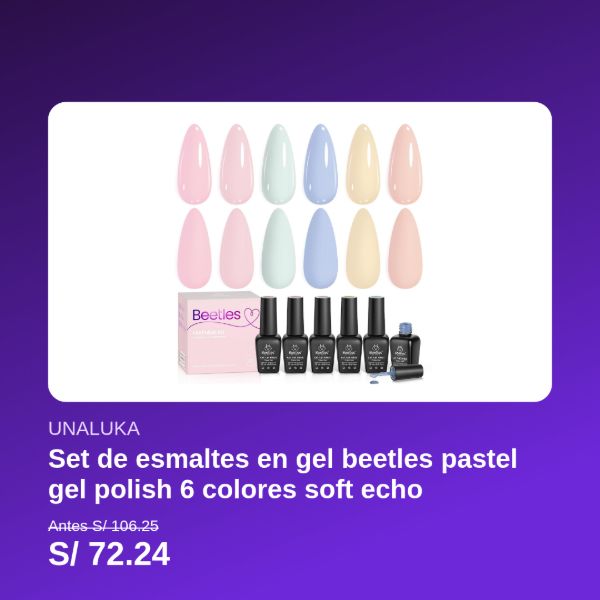 Beetles
UNALUKA
Set de esmaltes en gel beetles pastel
gel polish 6 colores soft echo
Antes S/ 106.25
S/ 72.24